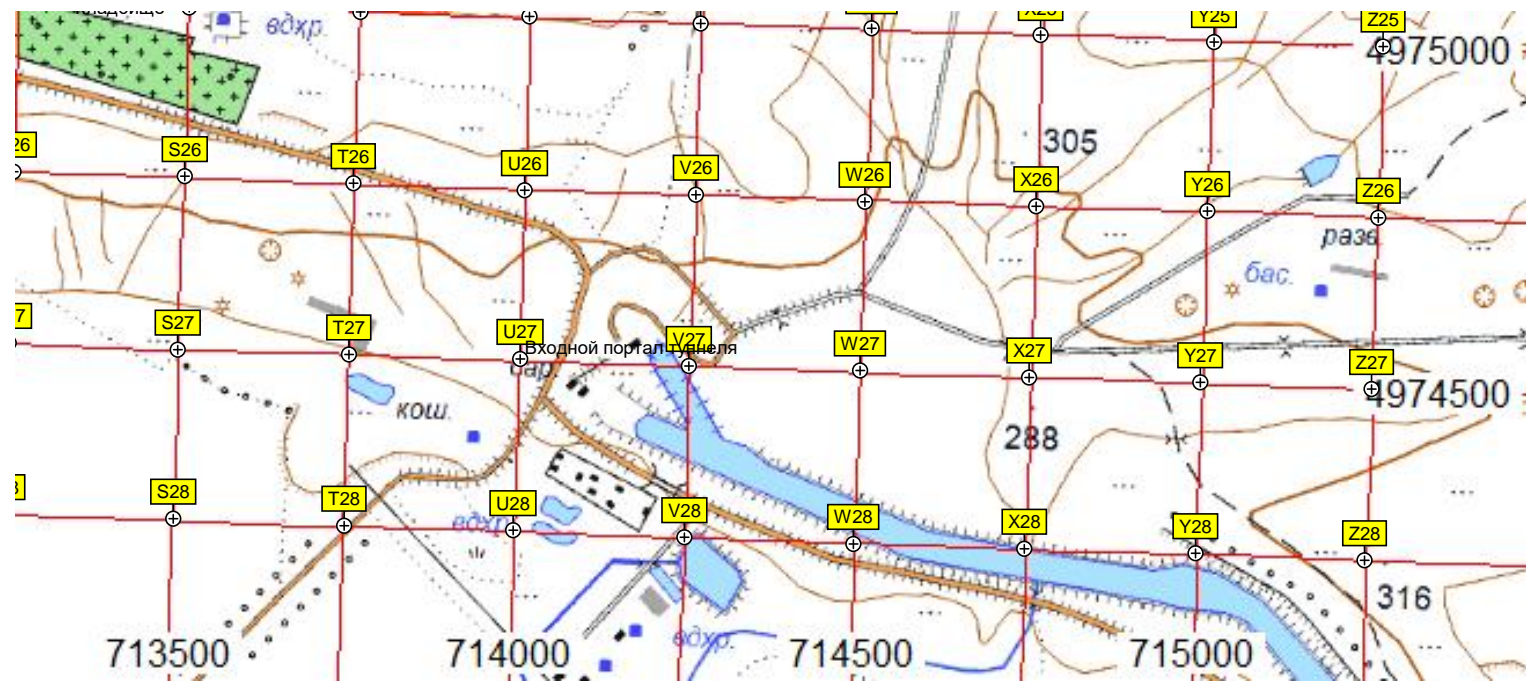 вдхр.
Y25
Z25
4975000
305
26
S26
T26
U26
V26
W26
X26
Y26
Z26
разв.
бас.
7
S27
T27
U27
V27
Входной портал туннеля
W27
X27
Y27
Z27
4974500
кош.
288
S28
T28
U28
V28
W28
X28
Y28
Z28
вдхр.
316
вдхр.
713500
714000
714500
715000